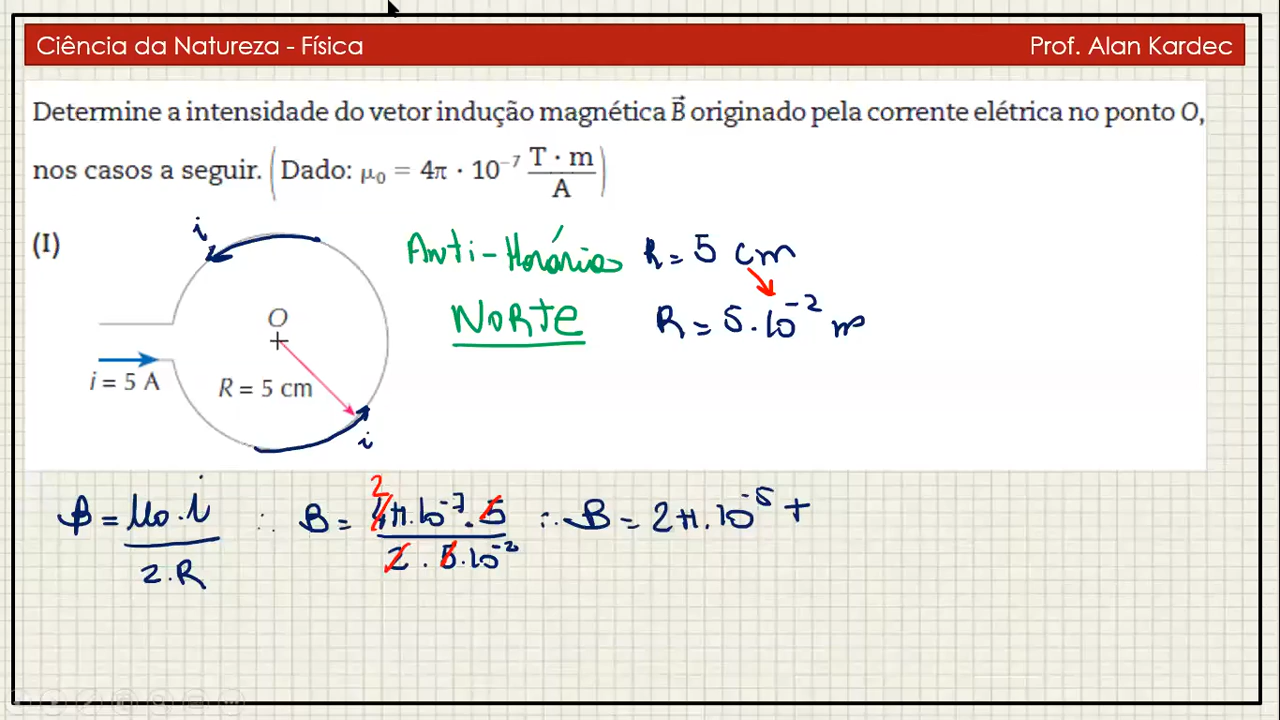 Ciência da Natureza - Física
Prof. Alan Kardec
Determine a intensidade do vetor indução magnética B⃗ originado pela corrente elétrica no ponto O,
nos casos a seguir. (Dado: μ₀ = 4π · 10⁻⁷ T · m / A)
(I)
i
O
i = 5 A
R = 5 cm
i
Anti-Horário
NORTE
R = 5 cm
R = 5.10⁻² m
B = μ₀.i / 2.R ∴ B = 2 4π.10⁻⁷.5 / 2.5.10⁻² ∴ B = 2π.10⁻⁵ T